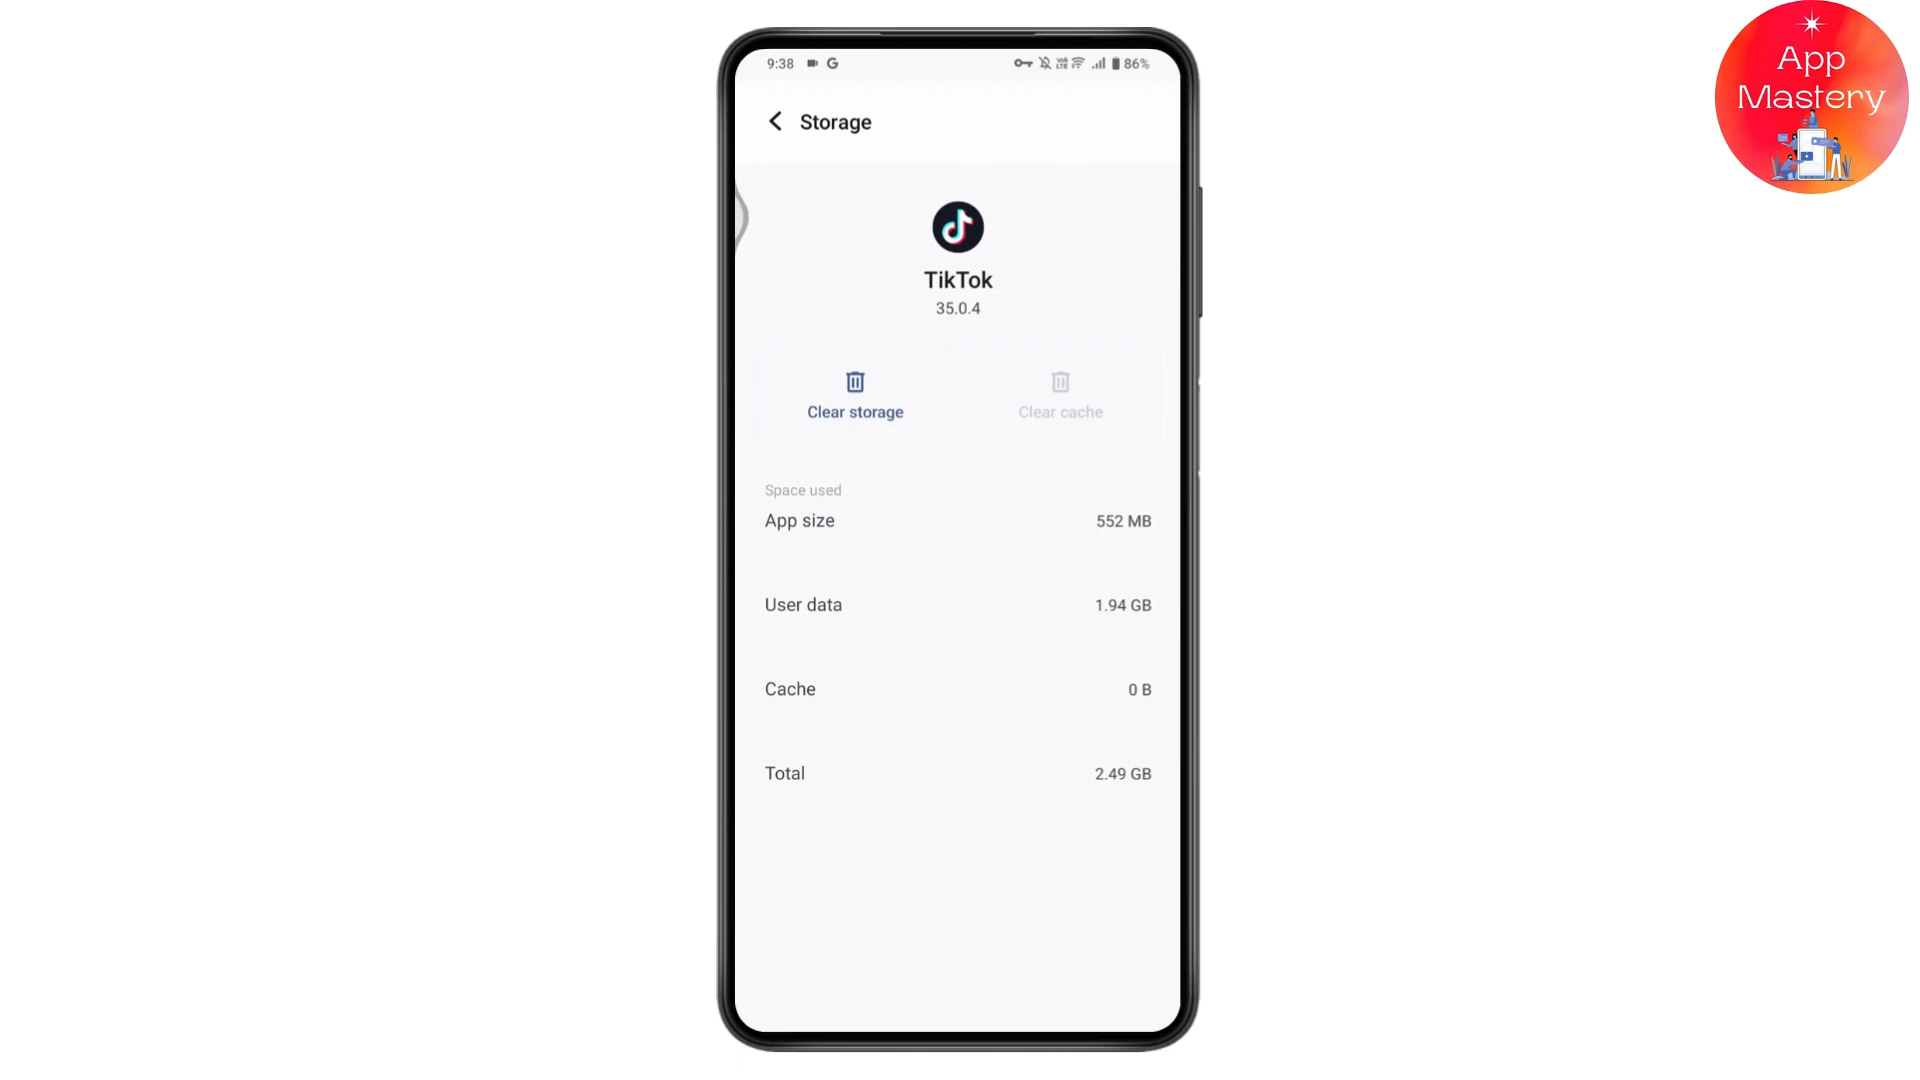 9:38 G 86%
App
Mastery
Storage
TikTok
35.0.4
Clear storage Clear cache
Space used
App size 552 MB
User data 1.94 GB
Cache 0 B
Total 2.49 GB